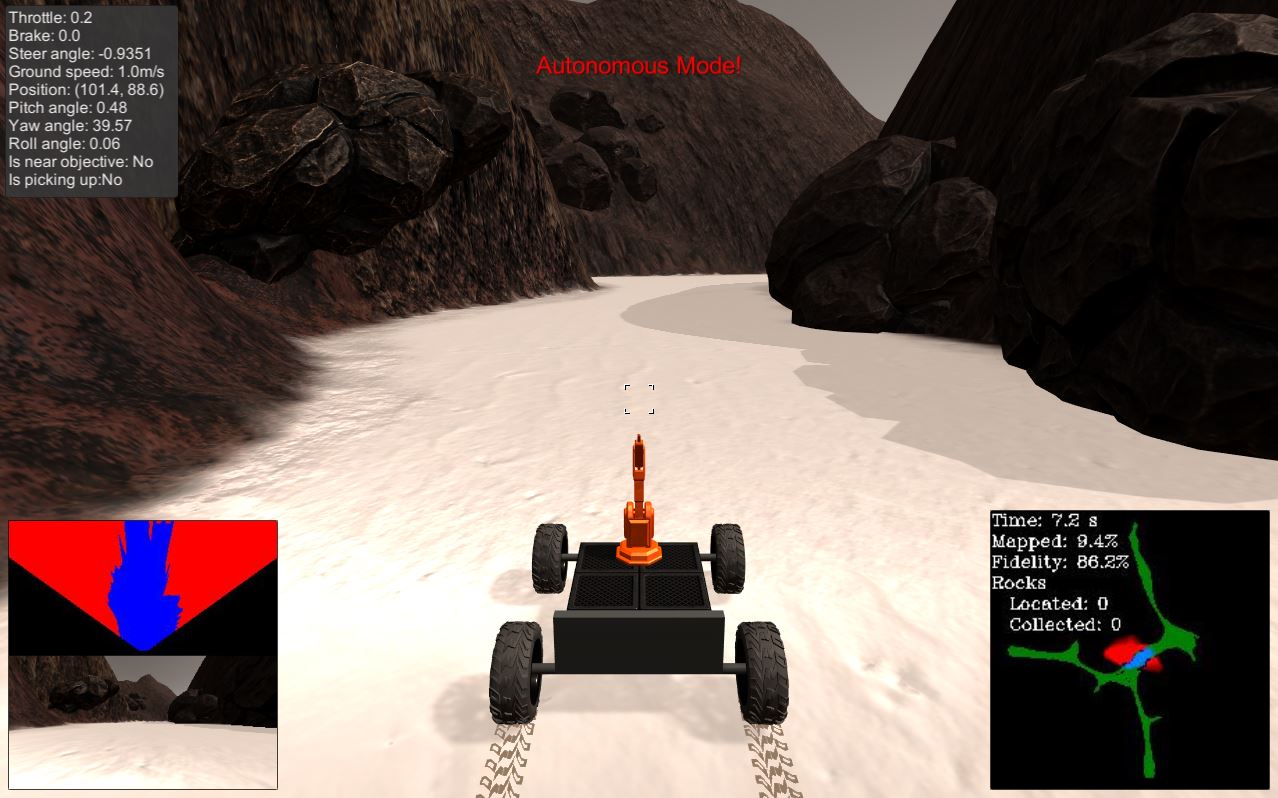 Throttle: 0.2
Brake: 0.0
Steer angle: -0.9351
Ground speed: 1.0m/s
Position: (101.4, 88.6)
Pitch angle: 0.48
Yaw angle: 39.57
Roll angle: 0.06
Is near objective: No
Is picking up:No
Autonomous Mode!
Time: 7.2 s
Mapped: 9.4%
Fidelity: 86.2%
Rocks
Located: 0
Collected: 0